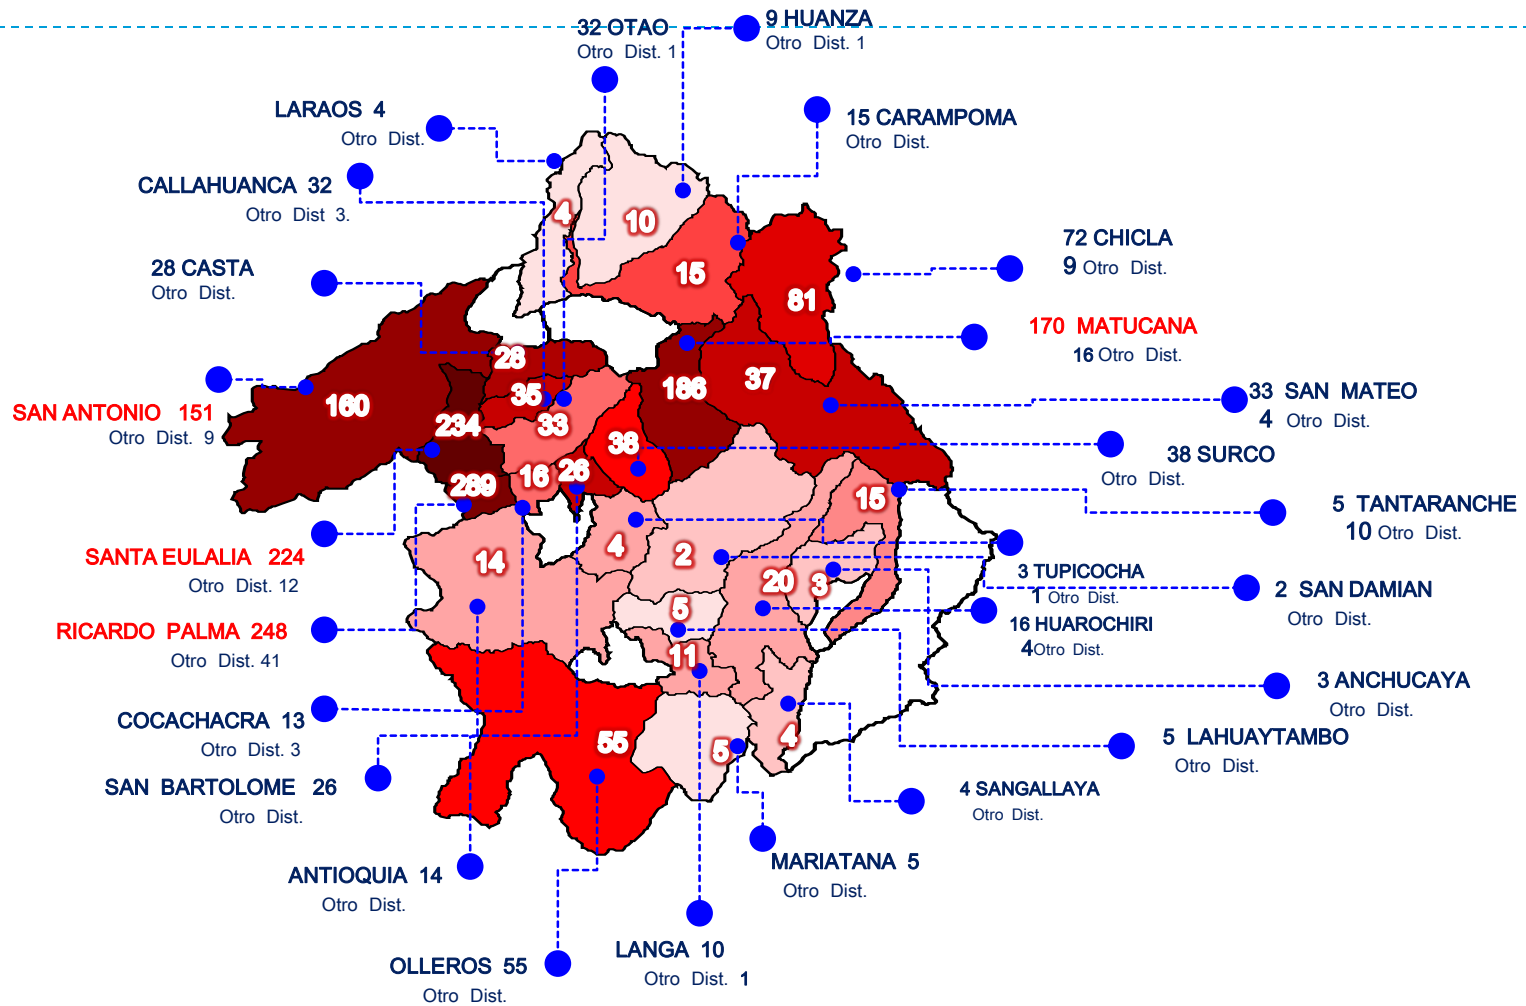 32 OTAO
Otro Dist. 1
9 HUANZA
Otro Dist. 1
LARAOS 4
Otro Dist.
15 CARAMPOMA
Otro Dist.
CALLAHUANCA 32
Otro Dist 3.
28 CASTA
Otro Dist.
72 CHICLA
9 Otro Dist.
170 MATUCANA
16 Otro Dist.
SAN ANTONIO 151
Otro Dist. 9
33 SAN MATEO
4 Otro Dist.
38 SURCO
Otro Dist.
5 TANTARANCHE
10 Otro Dist.
SANTA EULALIA 224
Otro Dist. 12
3 TUPICOCHA
1 Otro Dist.
2 SAN DAMIAN
Otro Dist.
RICARDO PALMA 248
Otro Dist. 41
16 HUAROCHIRI
4Otro Dist.
3 ANCHUCAYA
Otro Dist.
COCACHACRA 13
Otro Dist. 3
5 LAHUAYTAMBO
Otro Dist.
SAN BARTOLOME 26
Otro Dist.
4 SANGALLAYA
Otro Dist.
ANTIOQUIA 14
Otro Dist.
MARIATANA 5
Otro Dist.
LANGA 10
Otro Dist. 1
OLLEROS 55
Otro Dist.
4
10
15
81
28
35
160
234
33
186
37
38
289
16
26
15
14
4
2
20
3
5
11
55
5
4